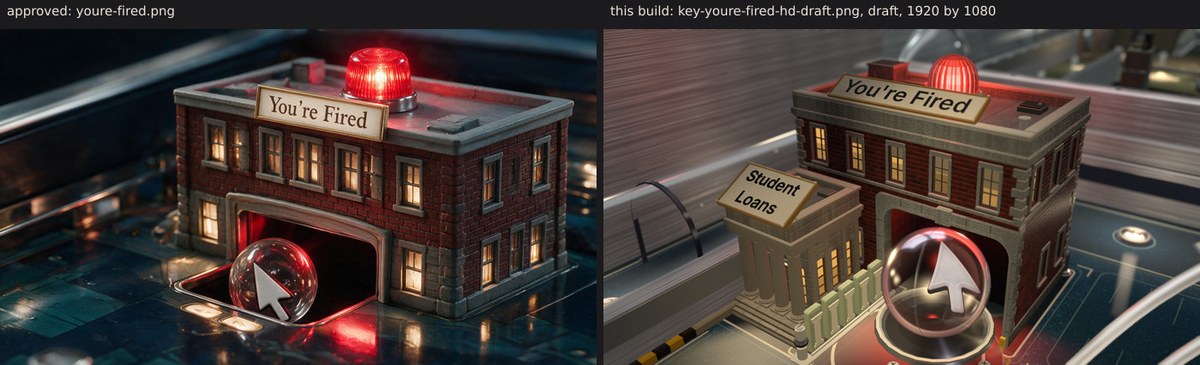 approved: youre-fired.png
this build: key-youre-fired-hd-draft.png, draft, 1920 by 1080
You're Fired
You're Fired
Student
Loans